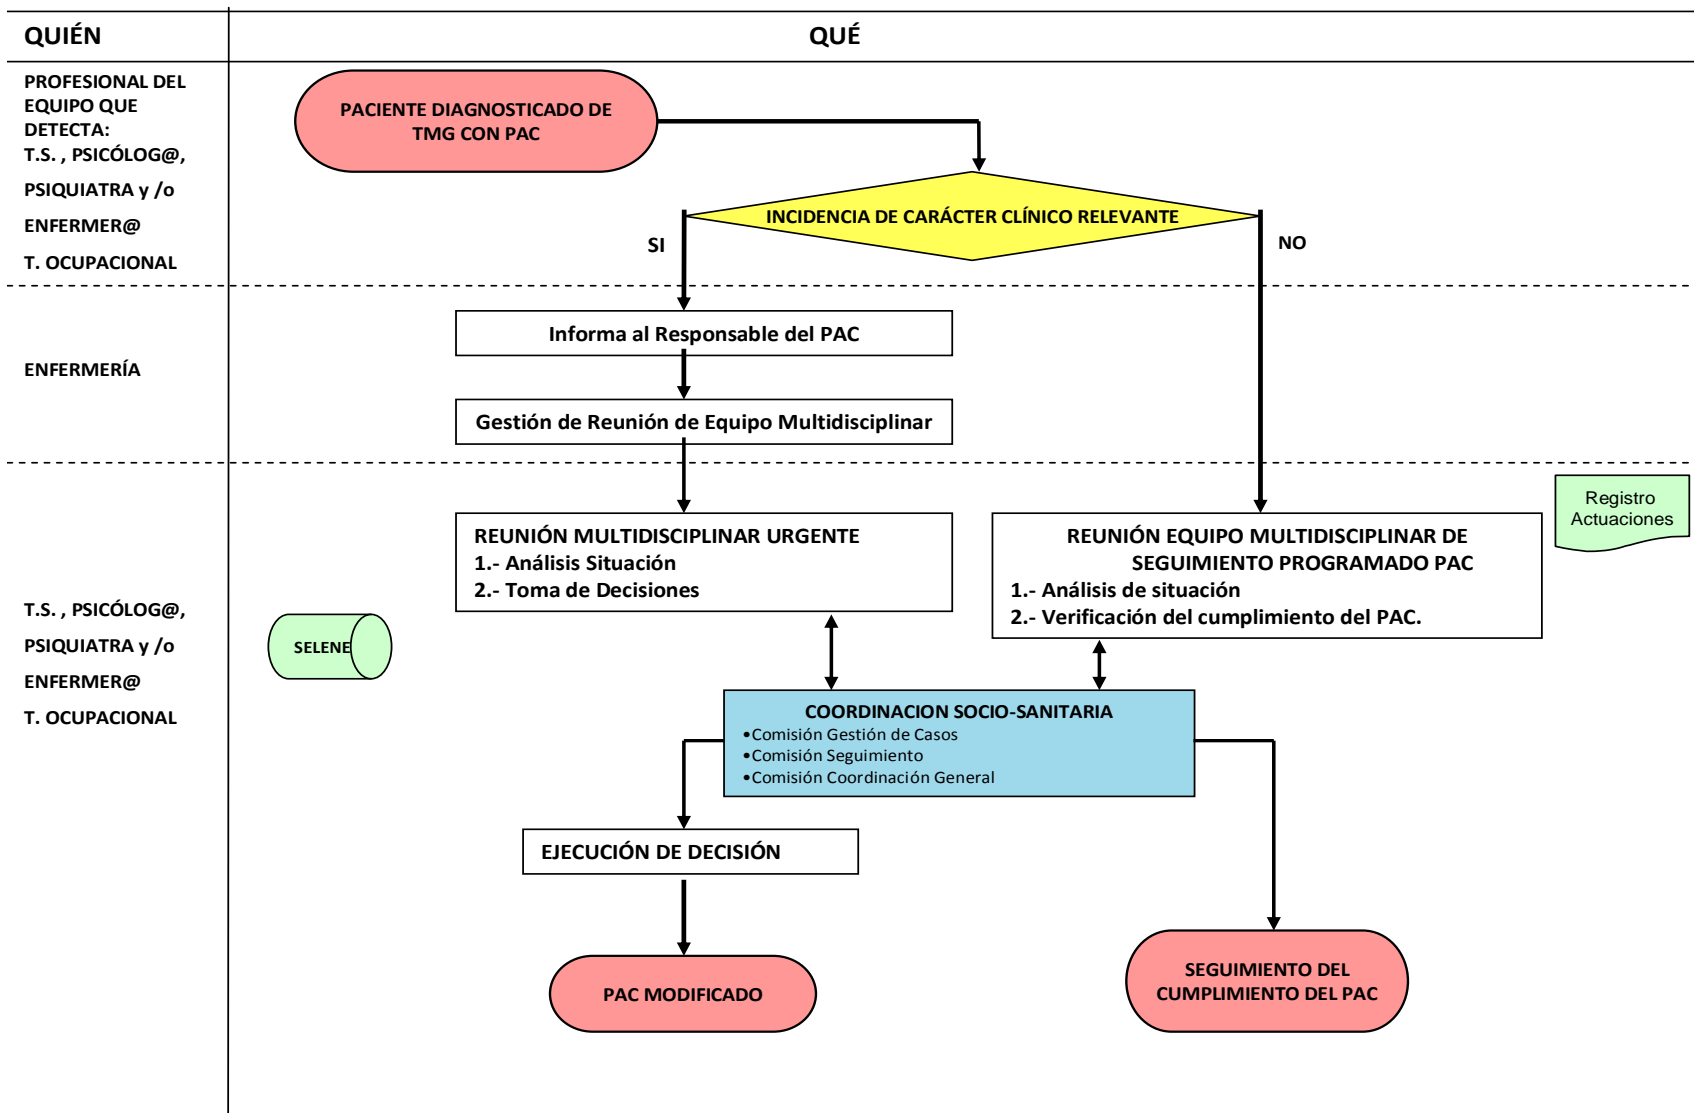 QUIÉN
QUÉ
PROFESIONAL DEL
EQUIPO QUE
DETECTA:
T.S. , PSICÓLOG@,
PSIQUIATRA y /o
ENFERMER@
T. OCUPACIONAL
PACIENTE DIAGNOSTICADO DE
TMG CON PAC
INCIDENCIA DE CARÁCTER CLÍNICO RELEVANTE
SI
NO
ENFERMERÍA
Informa al Responsable del PAC
Gestión de Reunión de Equipo Multidisciplinar
T.S. , PSICÓLOG@,
PSIQUIATRA y /o
ENFERMER@
T. OCUPACIONAL
SELENE
REUNIÓN MULTIDISCIPLINAR URGENTE
1.- Análisis Situación
2.- Toma de Decisiones
REUNIÓN EQUIPO MULTIDISCIPLINAR DE
SEGUIMIENTO PROGRAMADO PAC
1.- Análisis de situación
2.- Verificación del cumplimiento del PAC.
Registro
Actuaciones
COORDINACION SOCIO-SANITARIA
•Comisión Gestión de Casos
•Comisión Seguimiento
•Comisión Coordinación General
EJECUCIÓN DE DECISIÓN
PAC MODIFICADO
SEGUIMIENTO DEL
CUMPLIMIENTO DEL PAC